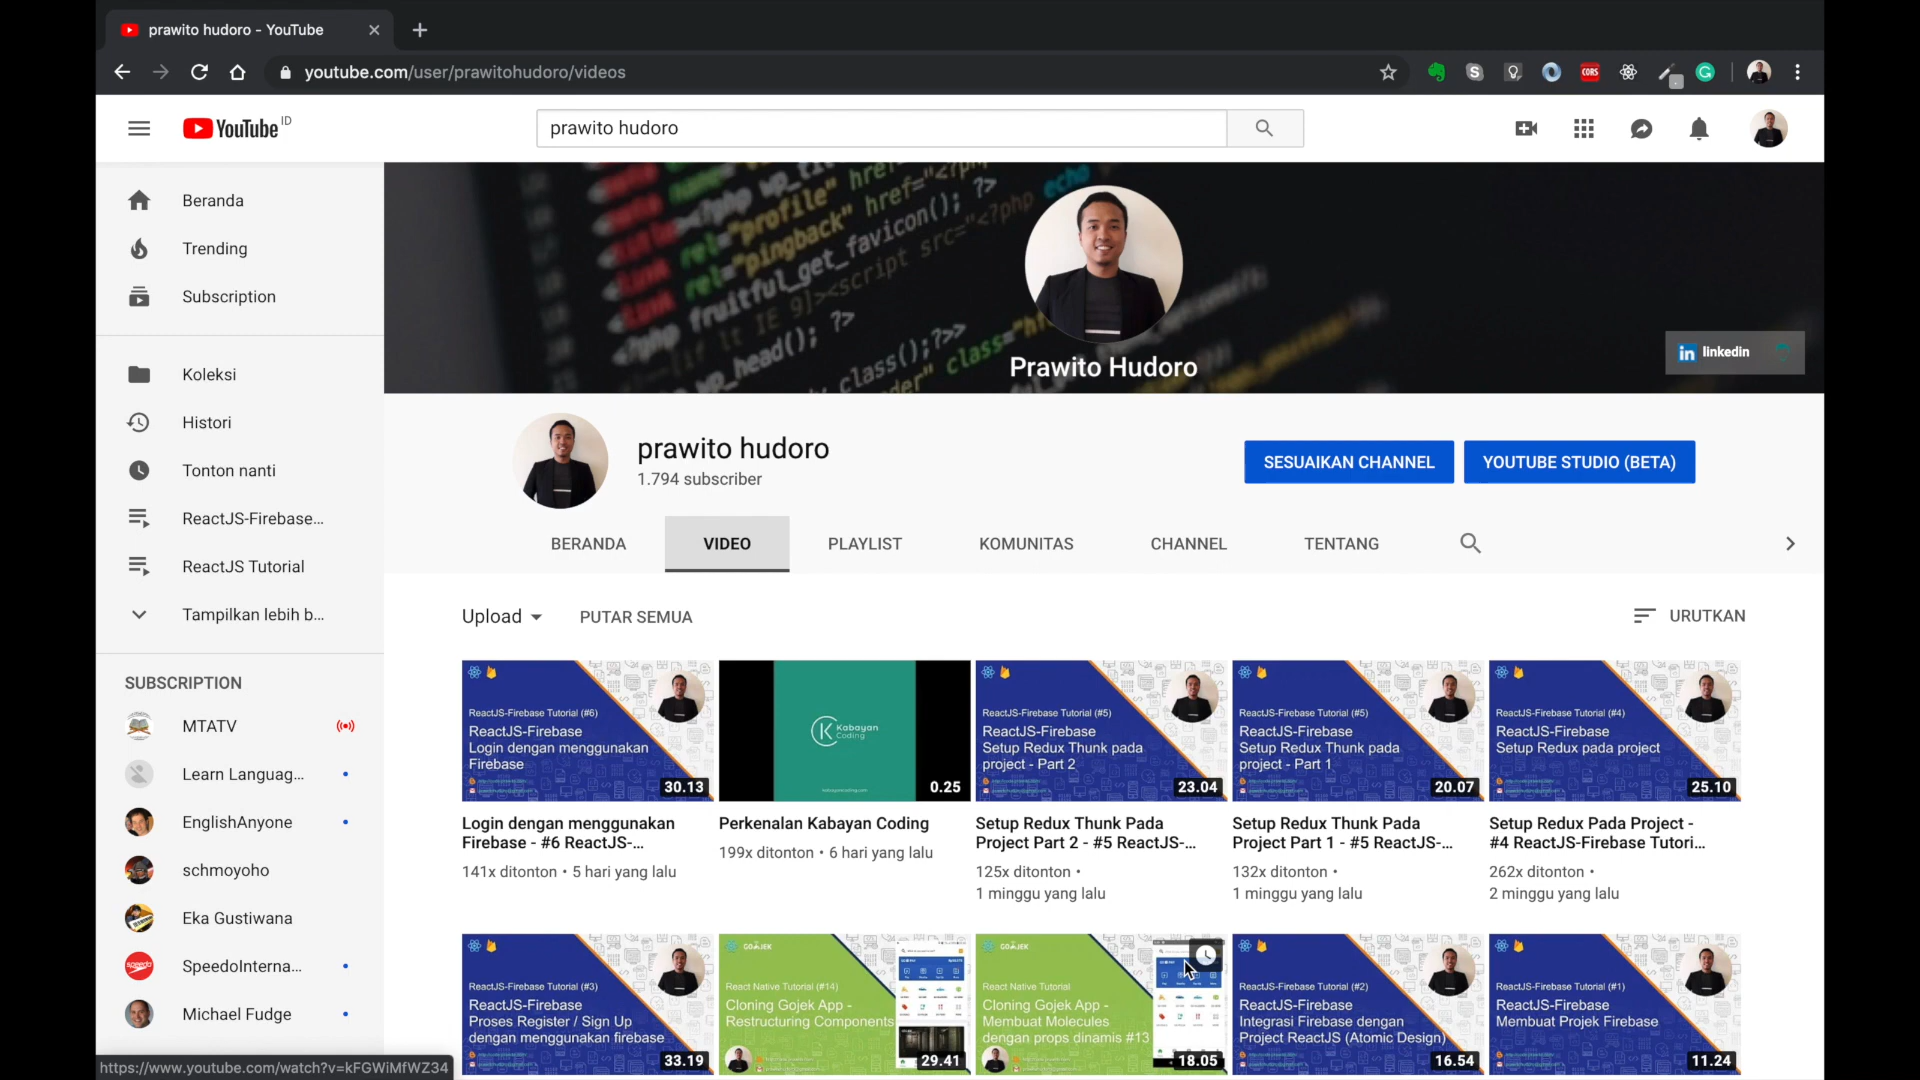 prawito hudoro - YouTube
youtube.com/user/prawitohudoro/videos
CORS
YouTube ID
prawito hudoro
Beranda
Trending
Subscription
Koleksi
Histori
Tonton nanti
ReactJS-Firebase...
ReactJS Tutorial
Tampilkan lebih b...
SUBSCRIPTION
MTATV
Learn Languag...
EnglishAnyone
schmoyoho
Eka Gustiwana
SpeedoInterna...
Michael Fudge
Prawito Hudoro
linkedin
prawito hudoro
1.794 subscriber
SESUAIKAN CHANNEL
YOUTUBE STUDIO (BETA)
BERANDA
VIDEO
PLAYLIST
KOMUNITAS
CHANNEL
TENTANG
Upload
PUTAR SEMUA
URUTKAN
ReactJS-Firebase Tutorial (#6)
ReactJS-Firebase
Login dengan menggunakan
Firebase
30.13
Login dengan menggunakan
Firebase - #6 ReactJS-...
141x ditonton • 5 hari yang lalu
Kabayan
Coding
0.25
Perkenalan Kabayan Coding
199x ditonton • 6 hari yang lalu
ReactJS-Firebase Tutorial (#5)
ReactJS-Firebase
Setup Redux Thunk pada
project - Part 2
23.04
Setup Redux Thunk Pada
Project Part 2 - #5 ReactJS-...
125x ditonton •
1 minggu yang lalu
ReactJS-Firebase Tutorial (#5)
ReactJS-Firebase
Setup Redux Thunk pada
project - Part 1
20.07
Setup Redux Thunk Pada
Project Part 1 - #5 ReactJS-...
132x ditonton •
1 minggu yang lalu
ReactJS-Firebase Tutorial (#4)
ReactJS-Firebase
Setup Redux pada project
25.10
Setup Redux Pada Project -
#4 ReactJS-Firebase Tutori...
262x ditonton •
2 minggu yang lalu
ReactJS-Firebase Tutorial (#3)
ReactJS-Firebase
Proses Register / Sign Up
dengan menggunakan firebase
33.19
GOJEK
React Native Tutorial (#14)
Cloning Gojek App -
Restructuring Components
29.41
GOJEK
React Native Tutorial
Cloning Gojek App -
Membuat Molecules
dengan props dinamis #13
18.05
ReactJS-Firebase Tutorial (#2)
ReactJS-Firebase
Integrasi Firebase dengan
Project ReactJS (Atomic Design)
16.54
ReactJS-Firebase Tutorial (#1)
ReactJS-Firebase
Membuat Projek Firebase
11.24
https://www.youtube.com/watch?v=kFGWiMfWZ34